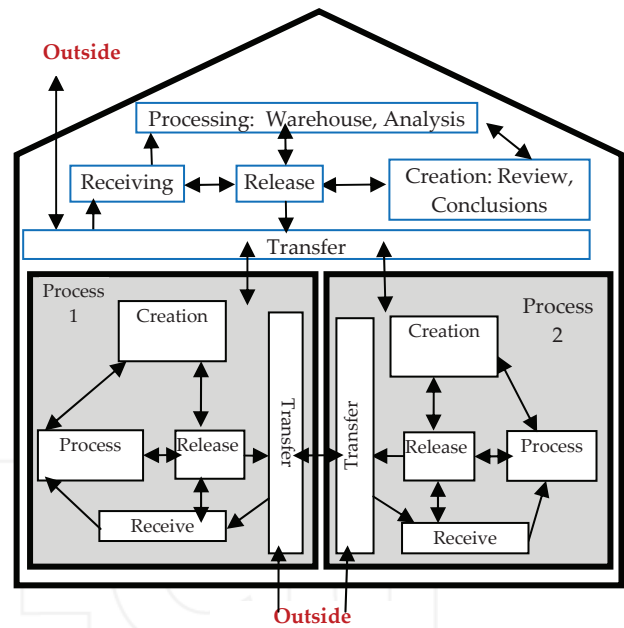 Outside
Processing: Warehouse, Analysis
Receiving
Release
Creation: Review,
Conclusions
Transfer
Process
1
Creation
Transfer
Process
Release
Receive
Transfer
Creation
Process
2
Release
Process
Receive
Outside